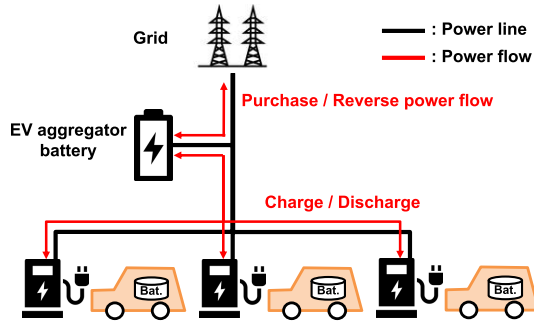 Grid
: Power line
: Power flow
Purchase / Reverse power flow
EV aggregator
battery
Charge / Discharge
Bat.
Bat.
Bat.